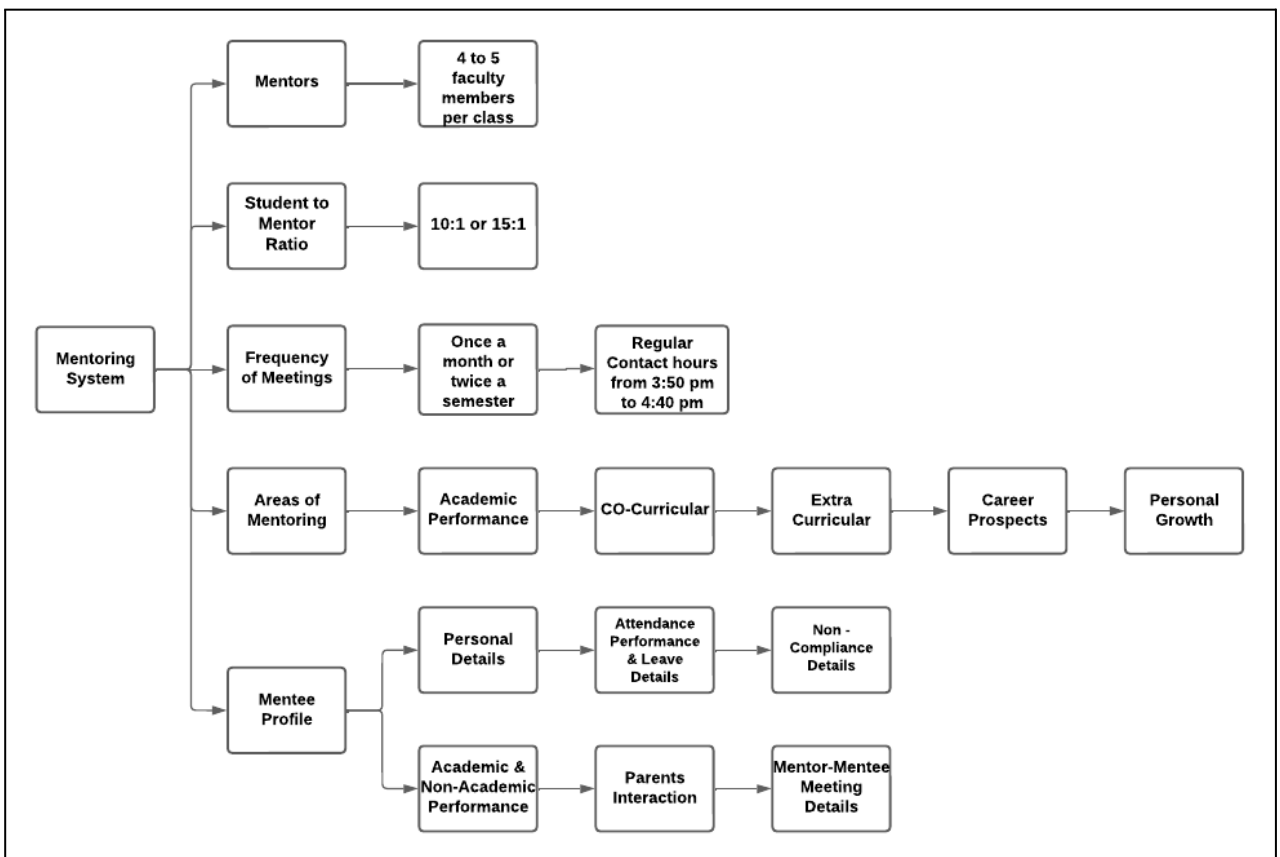 Mentors
4 to 5
faculty
members
per class
Student to
Mentor
Ratio
10:1 or 15:1
Mentoring
System
Frequency
of Meetings
Once a
month or
twice a
semester
Regular
Contact hours
from 3:50 pm
to 4:40 pm
Areas of
Mentoring
Academic
Performance
CO-Curricular
Extra
Curricular
Career
Prospects
Personal
Growth
Mentee
Profile
Personal
Details
Attendance
Performance
& Leave
Details
Non -
Compliance
Details
Academic &
Non-Academic
Performance
Parents
Interaction
Mentor-Mentee
Meeting
Details